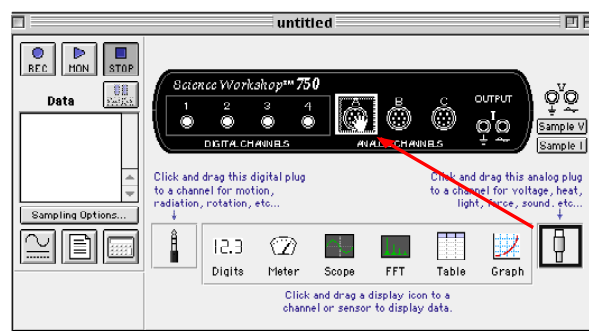 untitled
REC MON STOP
Data
Science Workshop™ 750
1 2 3 4 A B C OUTPUT
DIGITAL CHANNELS ANALOG CHANNELS
V
I
Sample V
Sample I
Click and drag this digital plug
to a channel for motion,
radiation, rotation, etc...
Click and drag this analog plug
to a channel for voltage, heat,
light, force, sound, etc...
Sampling Options...
12.3
Digits Meter Scope FFT Table Graph
Click and drag a display icon to a
channel or sensor to display data.